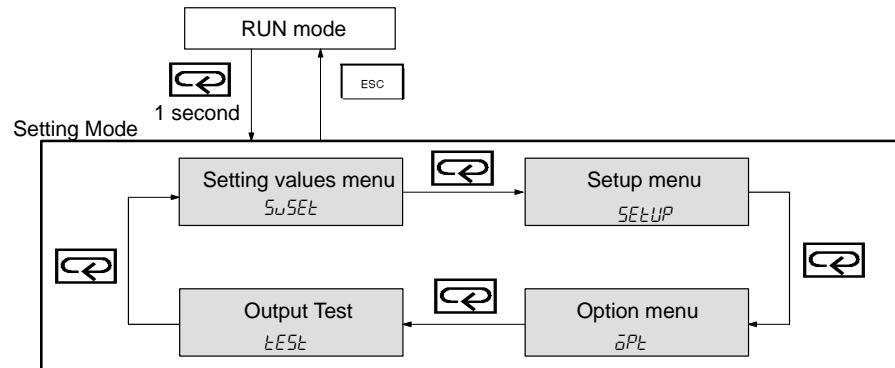 RUN mode
ESC
1 second
Setting Mode
Setting values menu
SvSEt
Setup menu
SEtUP
Output Test
tESt
Option menu
oPt